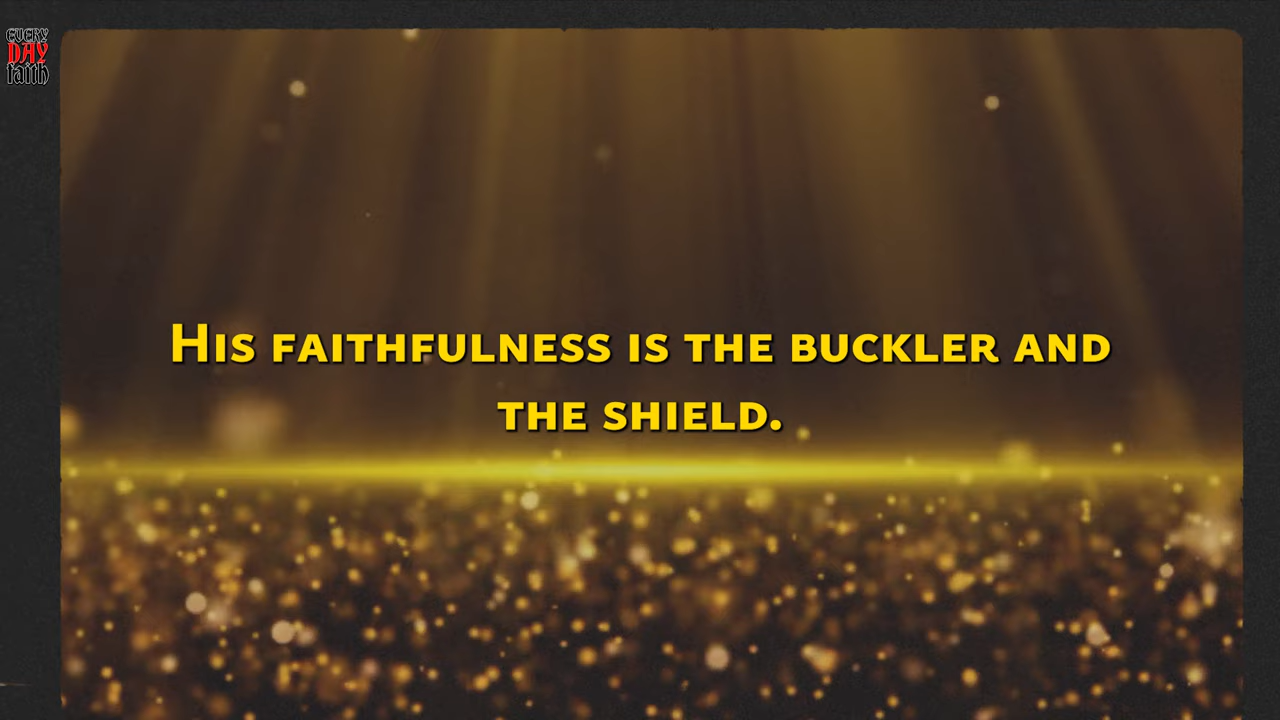 EVERY
DAY
faith
His faithfulness is the buckler and
the shield.